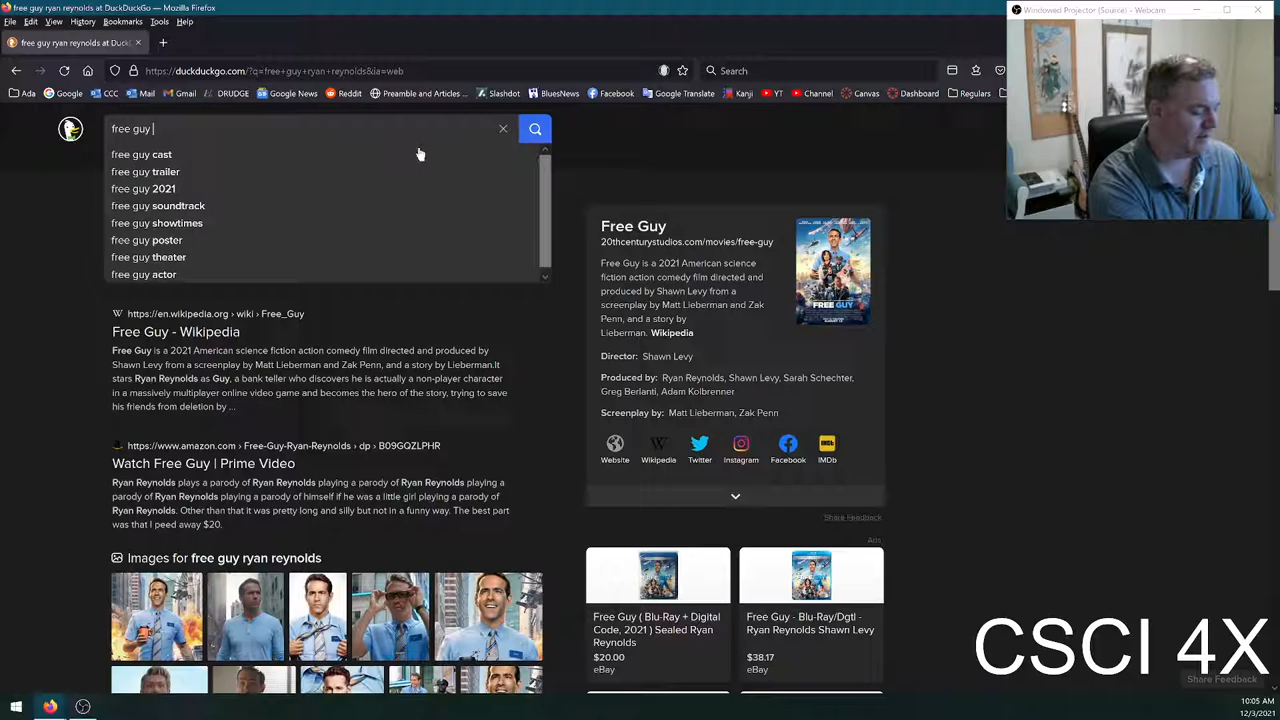 free guy ryan reynolds at DuckDuckGo — Mozilla Firefox
File Edit View History Bookmarks Tools Help
free guy ryan reynolds at Duck
https://duckduckgo.com/?q=free+guy+ryan+reynolds&ia=web
Search
Ada Google CCC Mail Gmail DRUDGE Google News Reddit Preamble and Articles ... Slashdot BluesNews Facebook Google Translate Kanji YT Channel Dashboard Regulars
Windowed Projector (Source) - Webcam
free guy
free guy cast
free guy trailer
free guy 2021
free guy soundtrack
free guy showtimes
free guy poster
free guy theater
free guy actor
https://en.wikipedia.org › wiki › Free_Guy
Free Guy - Wikipedia
Free Guy is a 2021 American science fiction action comedy film directed and produced by
Shawn Levy from a screenplay by Matt Lieberman and Zak Penn, and a story by Lieberman.It
stars Ryan Reynolds as Guy, a bank teller who discovers he is actually a non-player character
in a massively multiplayer online video game and becomes the hero of the story, trying to save
his friends from deletion by ...
https://www.amazon.com › Free-Guy-Ryan-Reynolds › dp › B09GQZLPHR
Watch Free Guy | Prime Video
Ryan Reynolds plays a parody of Ryan Reynolds playing a parody of Ryan Reynolds playing a
parody of Ryan Reynolds playing a parody of himself if he was a little girl playing a parody of
Ryan Reynolds. Other than that it was pretty long and silly but not in a funny way. The best part
was that I peed away $20.
Images for free guy ryan reynolds
Free Guy
20thcenturystudios.com/movies/free-guy
Free Guy is a 2021 American science
fiction action comedy film directed and
produced by Shawn Levy from a
screenplay by Matt Lieberman and Zak
Penn, and a story by
Lieberman. Wikipedia
FREE GUY
Director: Shawn Levy
Produced by: Ryan Reynolds, Shawn Levy, Sarah Schechter,
Greg Berlanti, Adam Kolbrenner
Screenplay by: Matt Lieberman, Zak Penn
Website Wikipedia Twitter Instagram Facebook IMDb
Share Feedback
Ads
Free Guy ( Blu-Ray + Digital
Code, 2021 ) Sealed Ryan
Reynolds
$20.00
eBay
Free Guy - Blu-Ray/Dgtl -
Ryan Reynolds Shawn Levy
$38.17
eBay
CSCI 4X
Share Feedback
10:05 AM
12/3/2021